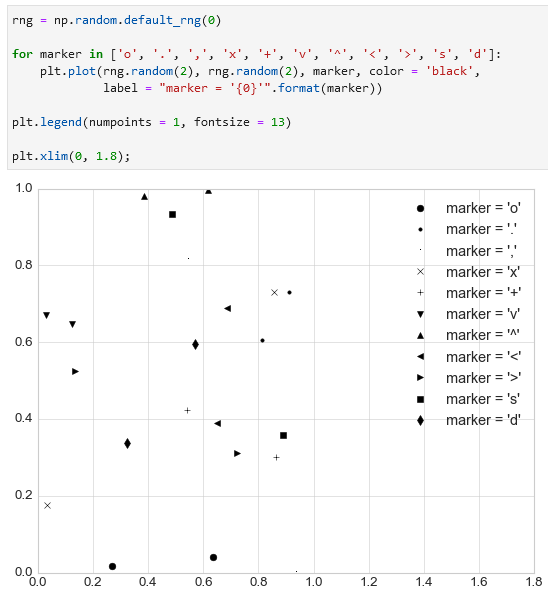 rng = np.random.default_rng(0)
for marker in ['o', '.', ',', 'x', '+', 'v', '^', '<', '>', 's', 'd']:
    plt.plot(rng.random(2), rng.random(2), marker, color = 'black',
             label = "marker = '{0}'".format(marker))
plt.legend(numpoints = 1, fontsize = 13)
plt.xlim(0, 1.8);
1.0
0.8
0.6
0.4
0.2
0.0
marker = 'o'
marker = '.'
marker = ','
marker = 'x'
marker = '+'
marker = 'v'
marker = '^'
marker = '<'
marker = '>'
marker = 's'
marker = 'd'
0.0 0.2 0.4 0.6 0.8 1.0 1.2 1.4 1.6 1.8